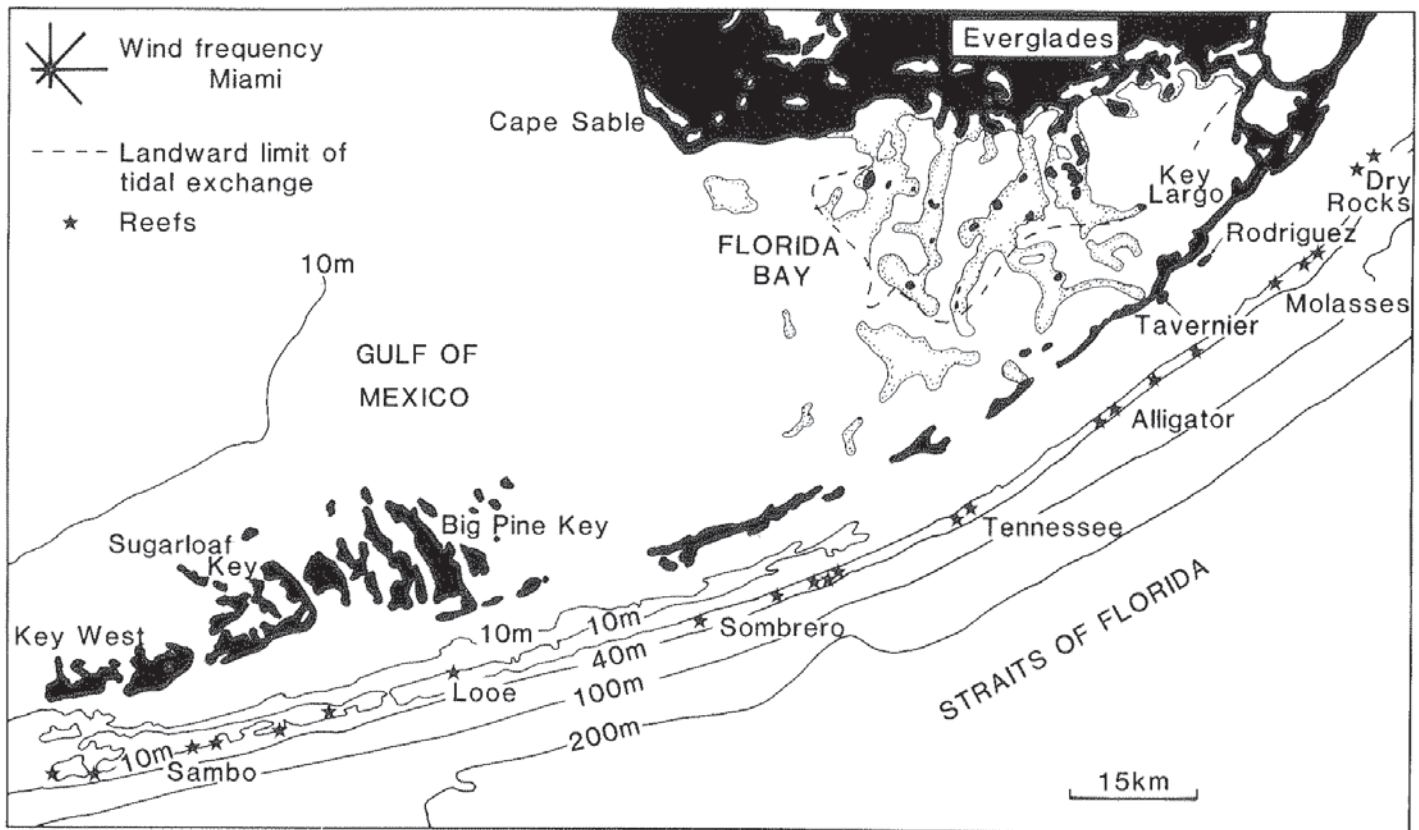 Wind frequency
Miami
Landward limit of
tidal exchange
Reefs
Everglades
Cape Sable
Key
Largo
Dry
Rocks
Rodriguez
FLORIDA
BAY
10m
Molasses
Tavernier
GULF OF
MEXICO
Alligator
Big Pine Key
Sugarloaf
Key
Tennessee
STRAITS OF FLORIDA
Key West
10m
10m
Sombrero
40m
Looe
100m
200m
10m
Sambo
15km